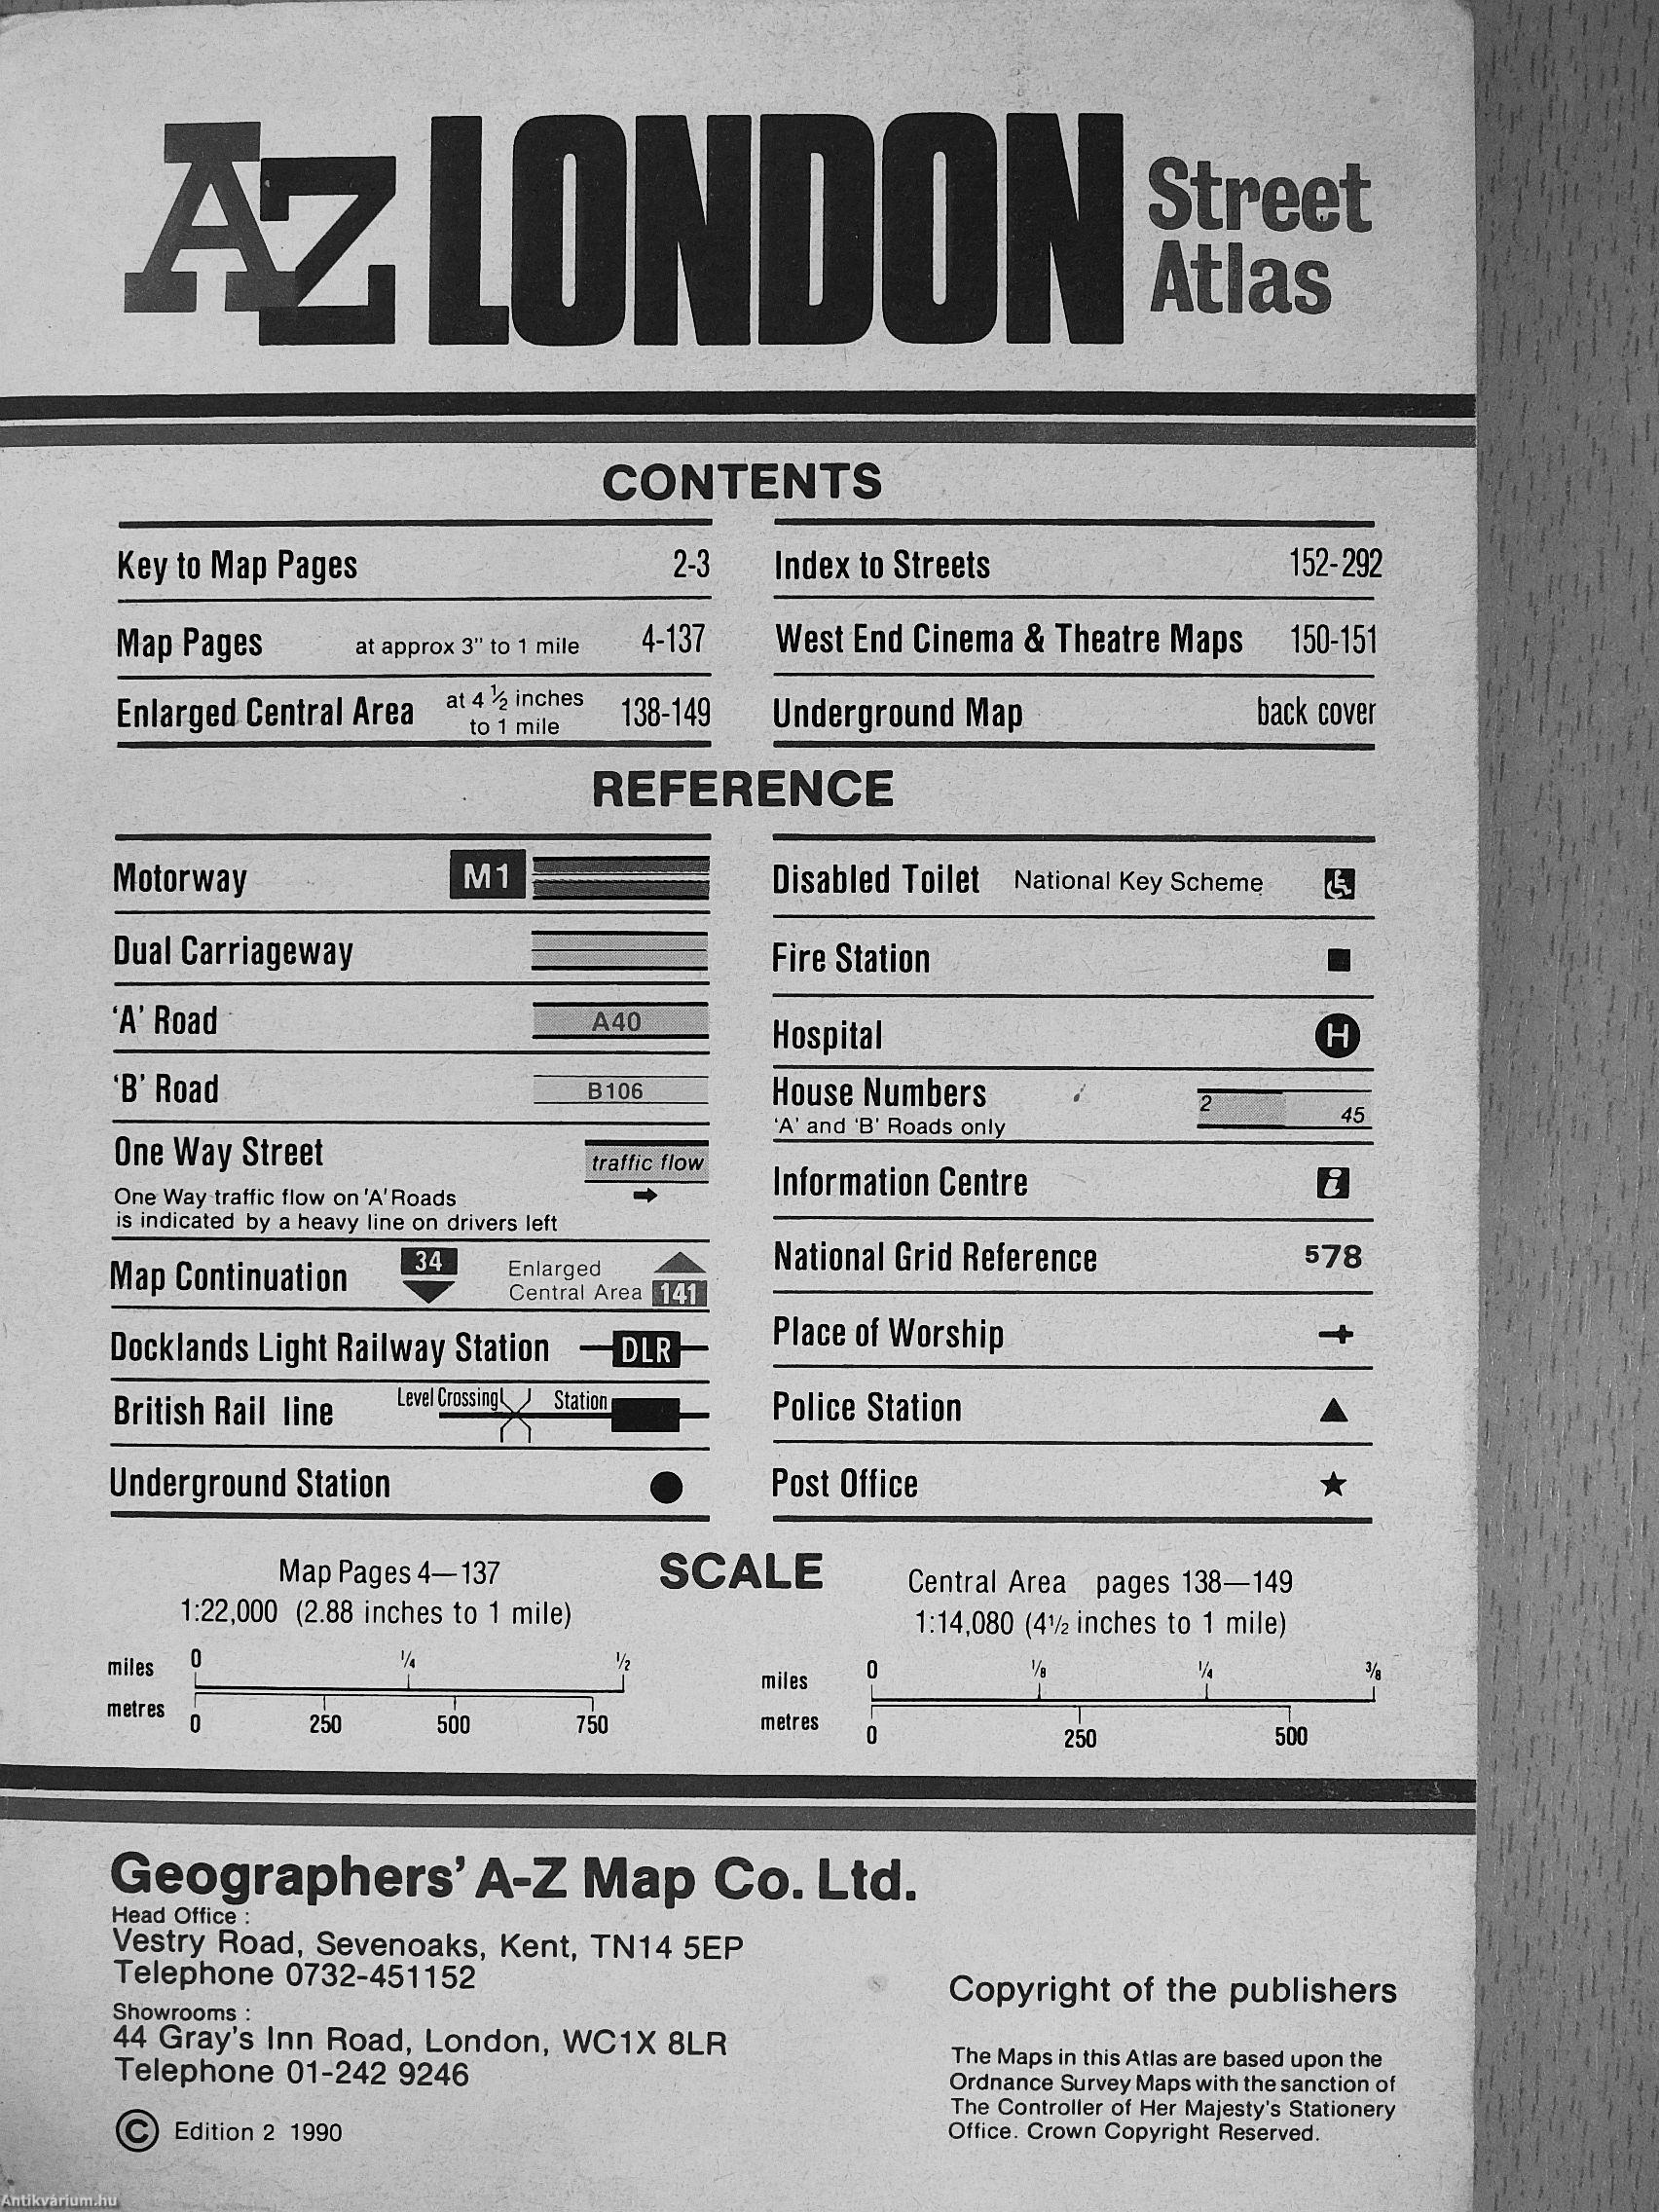 AZ LONDON Street Atlas
CONTENTS
Key to Map Pages 2-3
Map Pages at approx 3" to 1 mile 4-137
Enlarged Central Area at 4 ½ inches to 1 mile 138-149
Index to Streets 152-292
West End Cinema & Theatre Maps 150-151
Underground Map back cover
REFERENCE
Motorway M1
Dual Carriageway
'A' Road A40
'B' Road B106
One Way Street traffic flow
One Way traffic flow on 'A' Roads
is indicated by a heavy line on drivers left
Map Continuation 34 Enlarged Central Area 141
Docklands Light Railway Station DLR
British Rail line Level Crossing Station
Underground Station
Disabled Toilet National Key Scheme
Fire Station
Hospital H
House Numbers 2 45
'A' and 'B' Roads only
Information Centre i
National Grid Reference 578
Place of Worship
Police Station
Post Office
SCALE
Map Pages 4—137
1:22,000 (2.88 inches to 1 mile)
miles 0 ¼ ½
metres 0 250 500 750
Central Area pages 138—149
1:14,080 (4½ inches to 1 mile)
miles 0 ⅛ ¼ ⅜
metres 0 250 500
Geographers' A-Z Map Co. Ltd.
Head Office :
Vestry Road, Sevenoaks, Kent, TN14 5EP
Telephone 0732-451152
Showrooms :
44 Gray's Inn Road, London, WC1X 8LR
Telephone 01-242 9246
© Edition 2 1990
Copyright of the publishers
The Maps in this Atlas are based upon the
Ordnance Survey Maps with the sanction of
The Controller of Her Majesty's Stationery
Office. Crown Copyright Reserved.
Antikvárium.hu